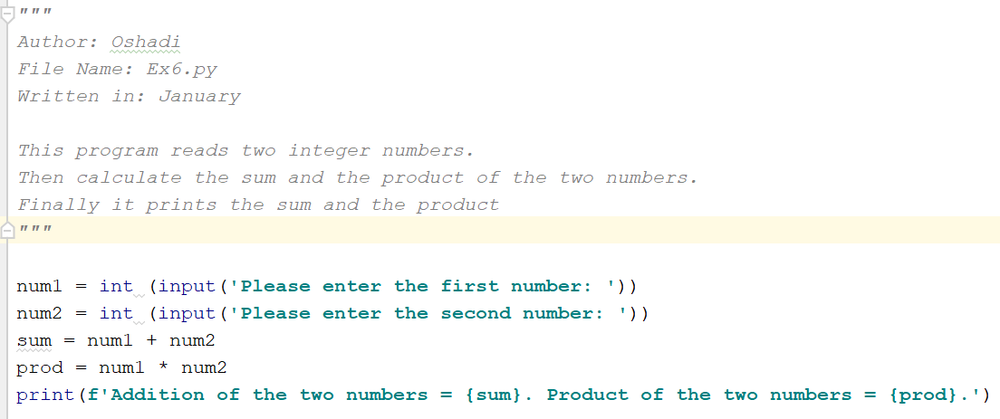 """
Author: Oshadi
File Name: Ex6.py
Written in: January
This program reads two integer numbers.
Then calculate the sum and the product of the two numbers.
Finally it prints the sum and the product
"""
num1 = int (input('Please enter the first number: '))
num2 = int (input('Please enter the second number: '))
sum = num1 + num2
prod = num1 * num2
print(f'Addition of the two numbers = {sum}. Product of the two numbers = {prod}.')